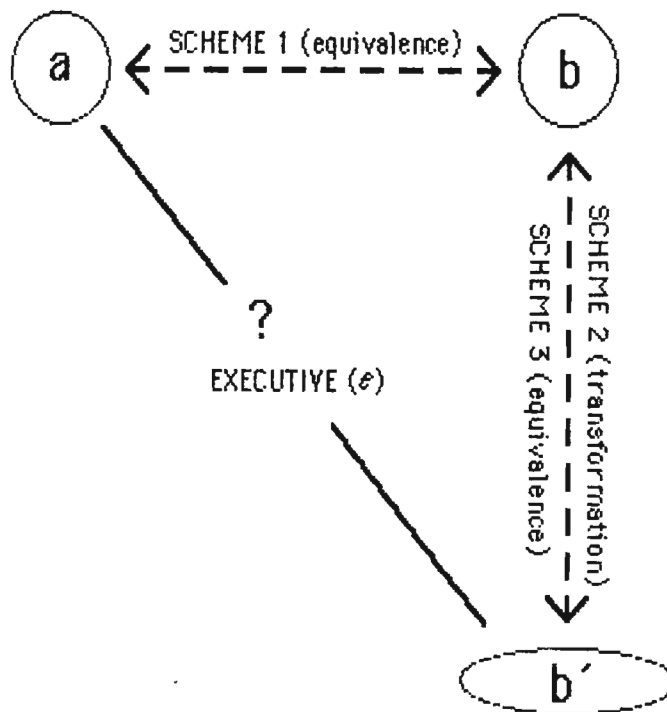 SCHEME 1 (equivalence)
a
b
SCHEME 2 (transformation)
SCHEME 3 (equivalence)
?
EXECUTIVE (e)
b′